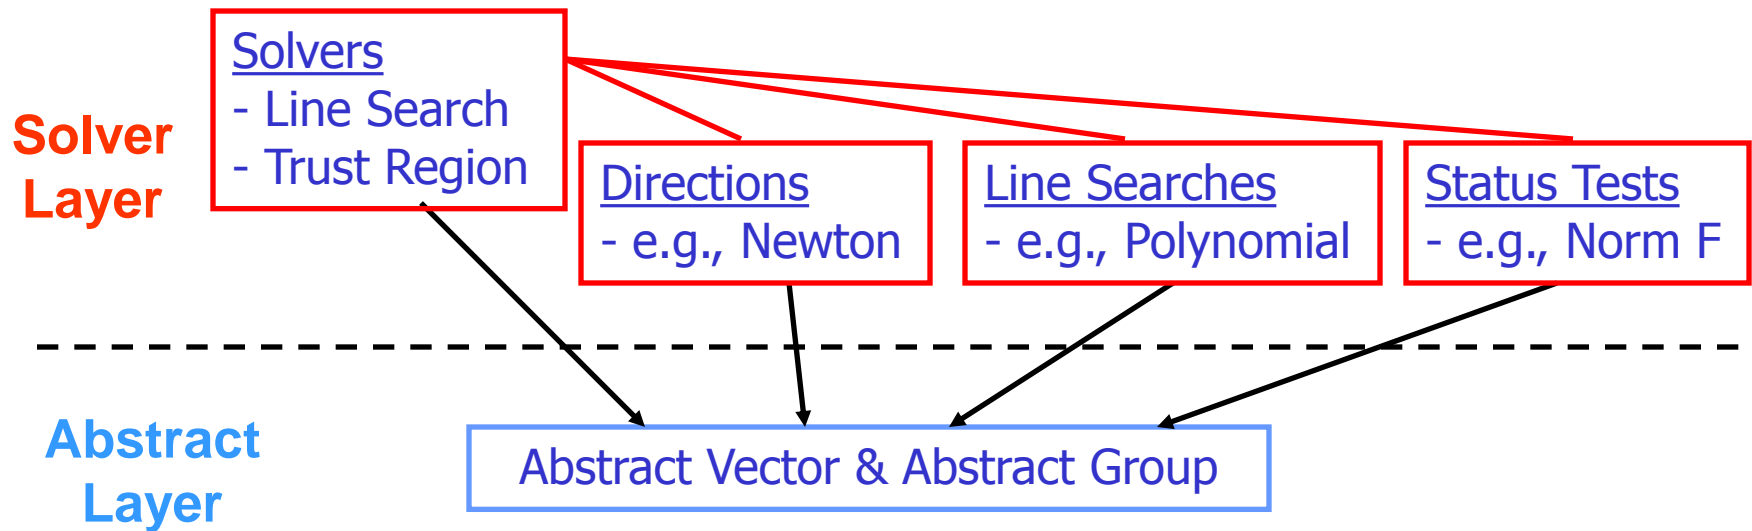 Solver
Layer
Solvers
- Line Search
- Trust Region
Directions
- e.g., Newton
Line Searches
- e.g., Polynomial
Status Tests
- e.g., Norm F
Abstract
Layer
Abstract Vector & Abstract Group